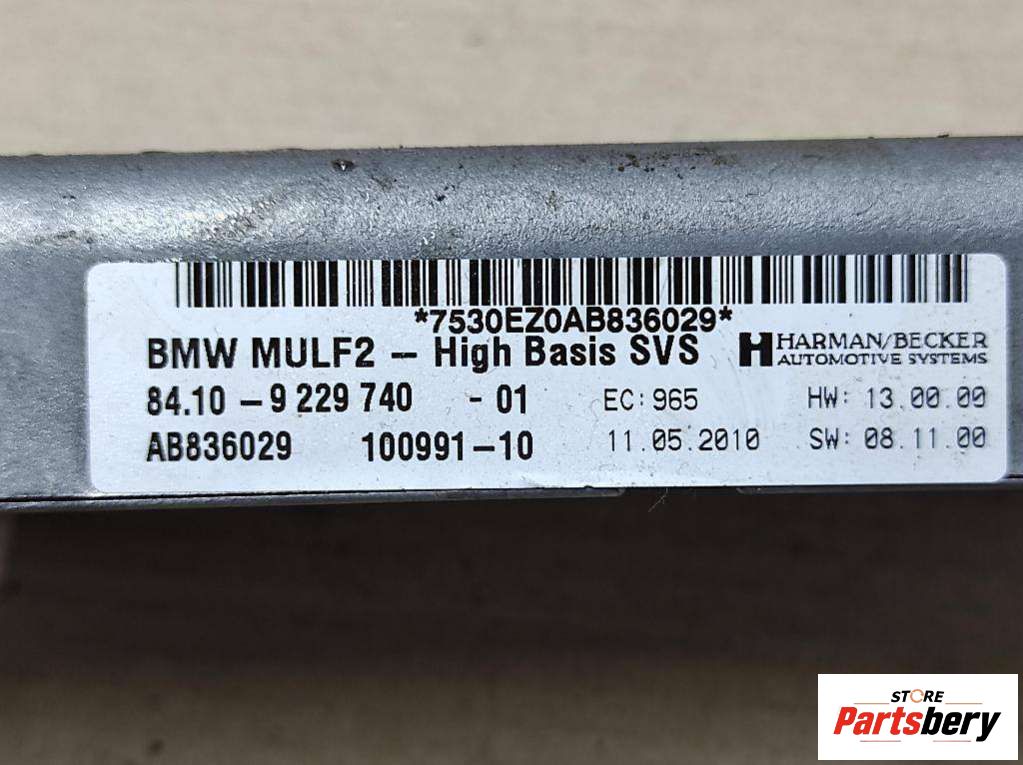 *7530EZ0AB836029*
BMW MULF2 – High Basis SVS
HARMAN/BECKER
AUTOMOTIVE SYSTEMS
84.10 – 9 229 740 - 01 EC: 965 HW: 13.00.00
AB836029 100991–10 11.05.2010 SW: 08.11.00
STORE
Partsbery